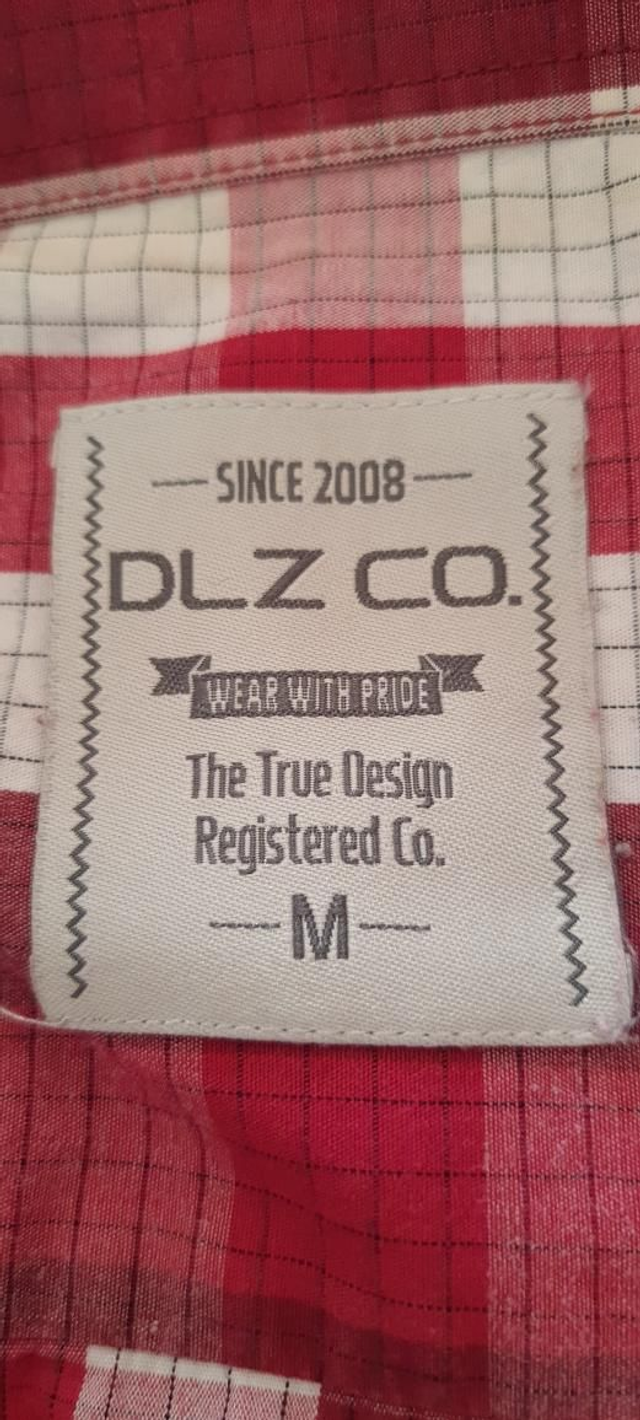 SINCE 2008
DLZ CO.
WEAR WITH PRIDE
The True Design
Registered Co.
M